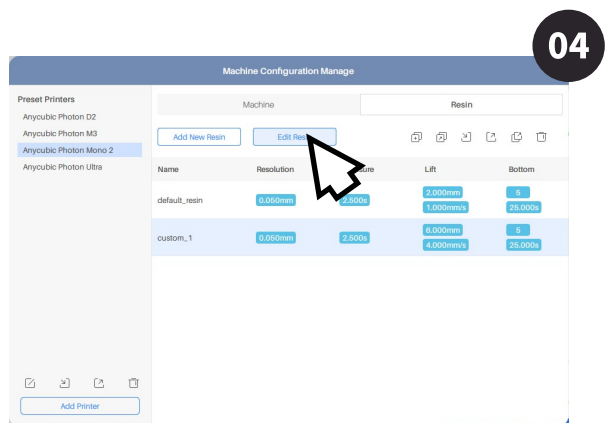 04
Machine Configuration Manage
Preset Printers
Anycubic Photon D2
Anycubic Photon M3
Anycubic Photon Mono 2
Anycubic Photon Ultra
Add Printer
Machine Resin
Add New Resin Edit Res
Name Resolution sure Lift Bottom
default_resin 0.050mm 2.500s 2.000mm 5
1.000mm/s 25.000s
custom_1 0.050mm 2.500s 6.000mm 5
4.000mm/s 25.000s